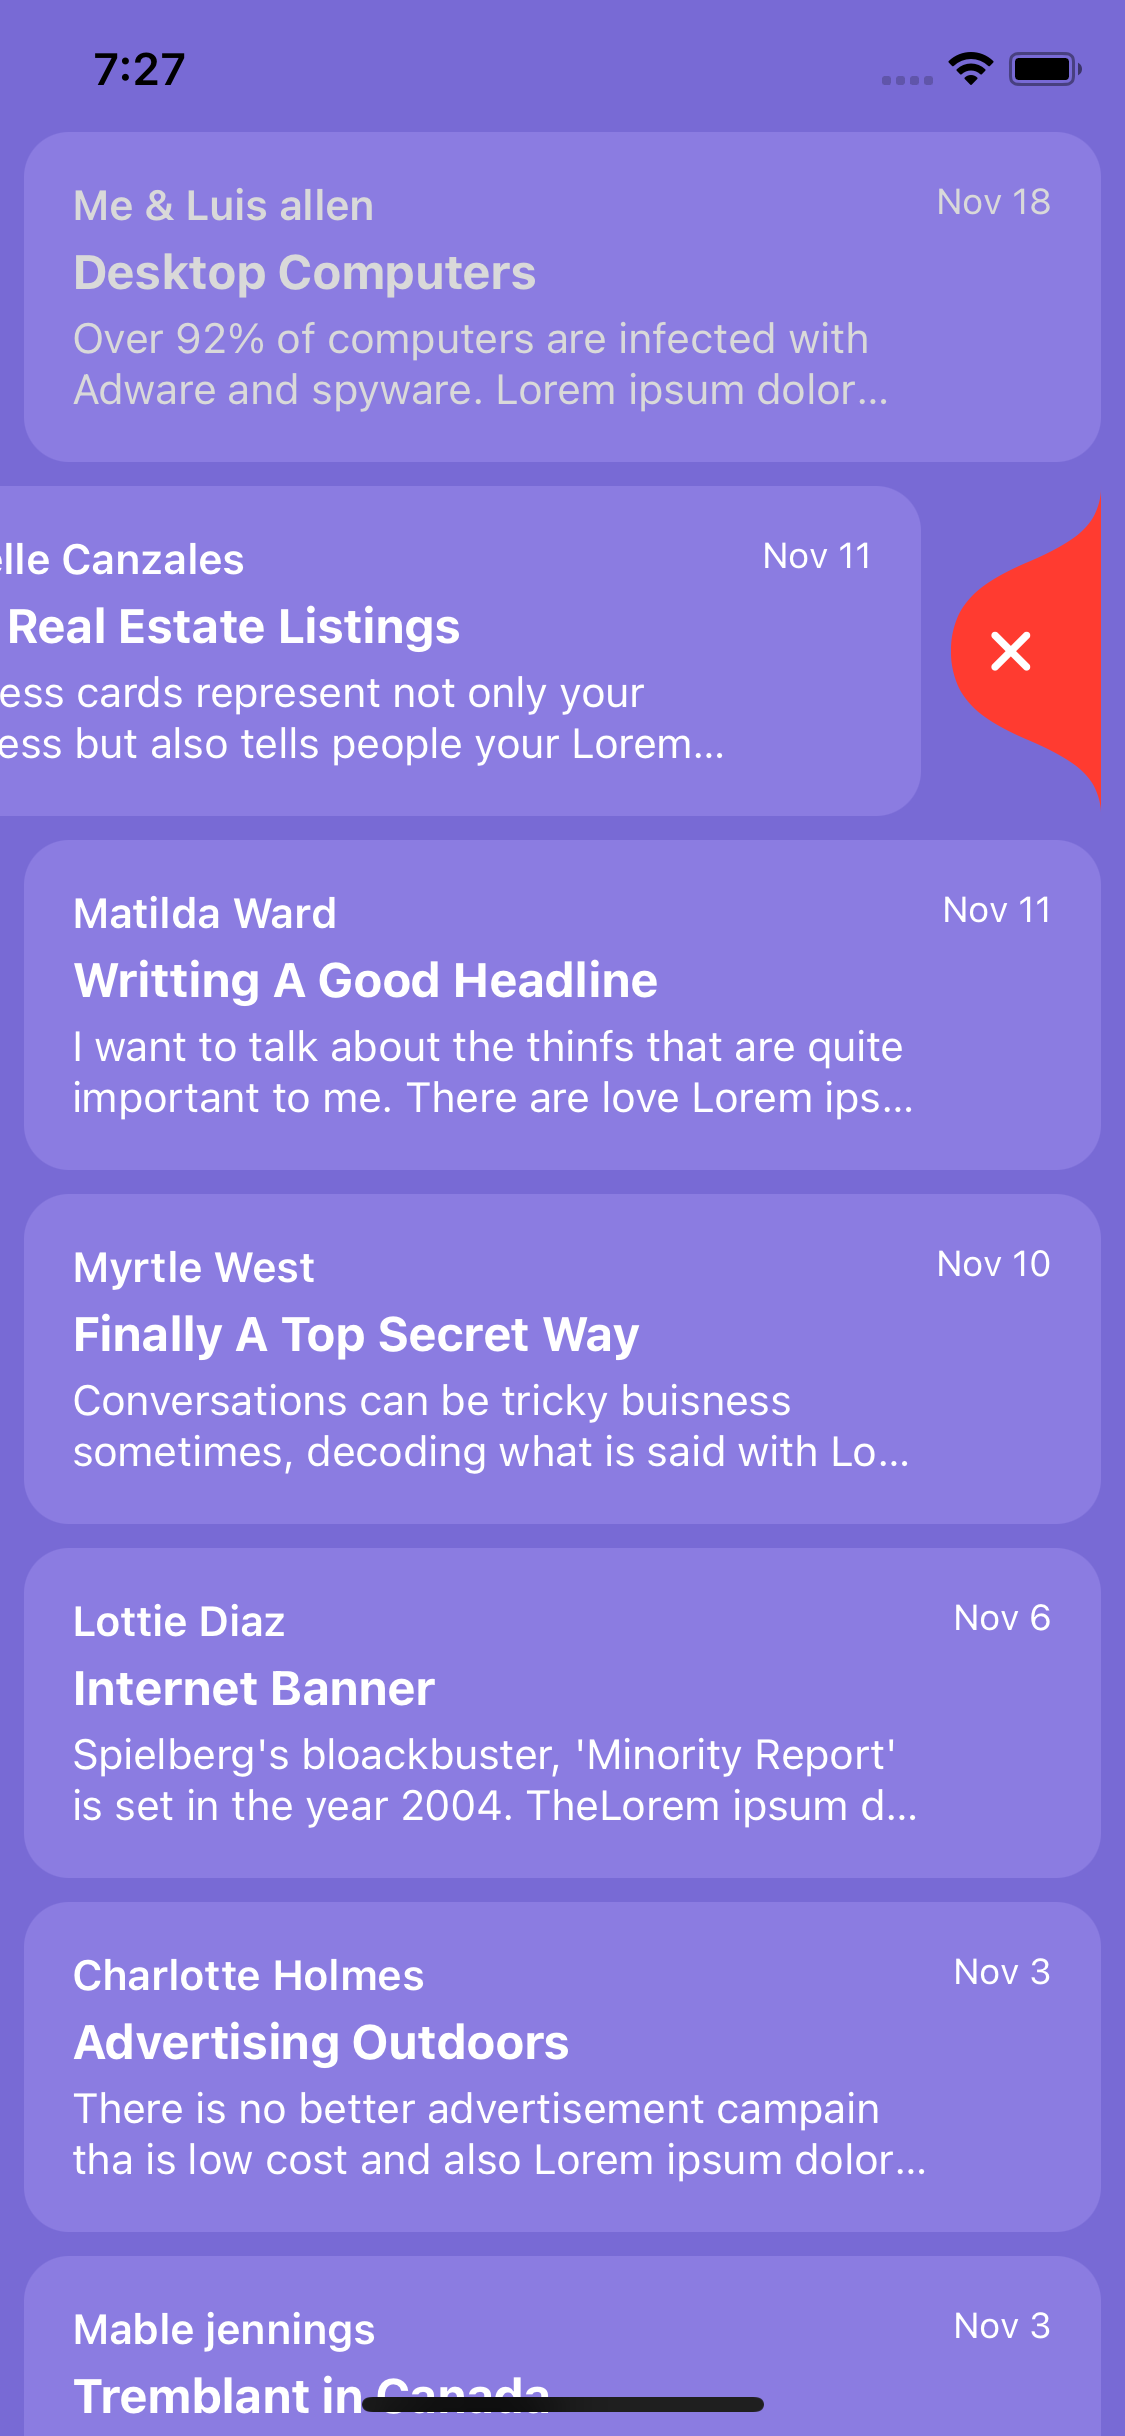 7:27
Me & Luis allen
Nov 18
Desktop Computers
Over 92% of computers are infected with
Adware and spyware. Lorem ipsum dolor...
elle Canzales
Nov 11
Real Estate Listings
ess cards represent not only your
ess but also tells people your Lorem...
Matilda Ward
Nov 11
Writting A Good Headline
I want to talk about the thinfs that are quite
important to me. There are love Lorem ips...
Myrtle West
Nov 10
Finally A Top Secret Way
Conversations can be tricky buisness
sometimes, decoding what is said with Lo...
Lottie Diaz
Nov 6
Internet Banner
Spielberg's bloackbuster, 'Minority Report'
is set in the year 2004. TheLorem ipsum d...
Charlotte Holmes
Nov 3
Advertising Outdoors
There is no better advertisement campain
tha is low cost and also Lorem ipsum dolor...
Mable jennings
Nov 3
Tremblant in Canada